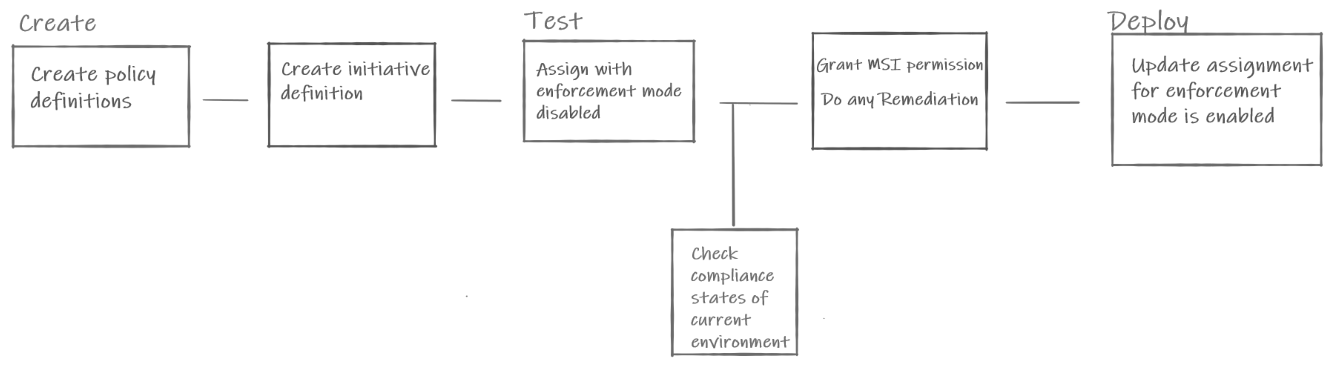 Create
Create policy
definitions
Create initiative
definition
Test
Assign with
enforcement mode
disabled
Check
compliance
states of
current
environment
Grant MSI permission
Do any Remediation
Deploy
Update assignment
for enforcement
mode is enabled